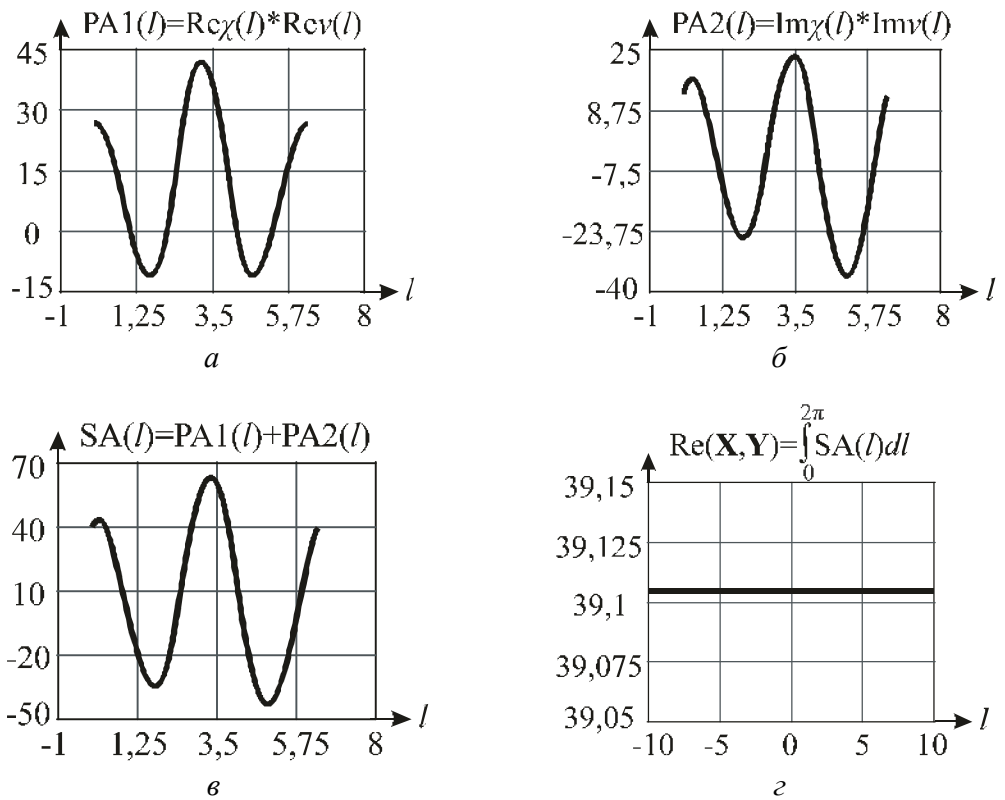 PA1(l)=Rcχ(l)*Rcν(l)
45
30
15
0
-15
-1 1,25 3,5 5,75 8
l
а
PA2(l)=Imχ(l)*Imν(l)
25
8,75
-7,5
-23,75
-40
-1 1,25 3,5 5,75 8
l
б
SA(l)=PA1(l)+PA2(l)
70
40
10
-20
-50
-1 1,25 3,5 5,75 8
l
в
2π
Re(X,Y)=∫SA(l)dl
0
39,15
39,125
39,1
39,075
39,05
-10 -5 0 5 10
l
г